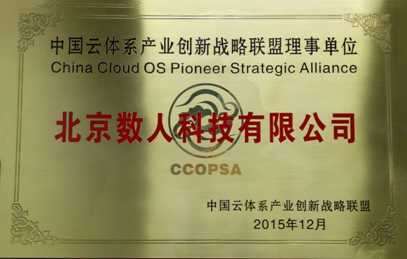 中国云体系产业创新战略联盟理事单位
China Cloud OS Pioneer Strategic Alliance
北京数人科技有限公司
CCOPSA
中国云体系产业创新战略联盟
2015年12月